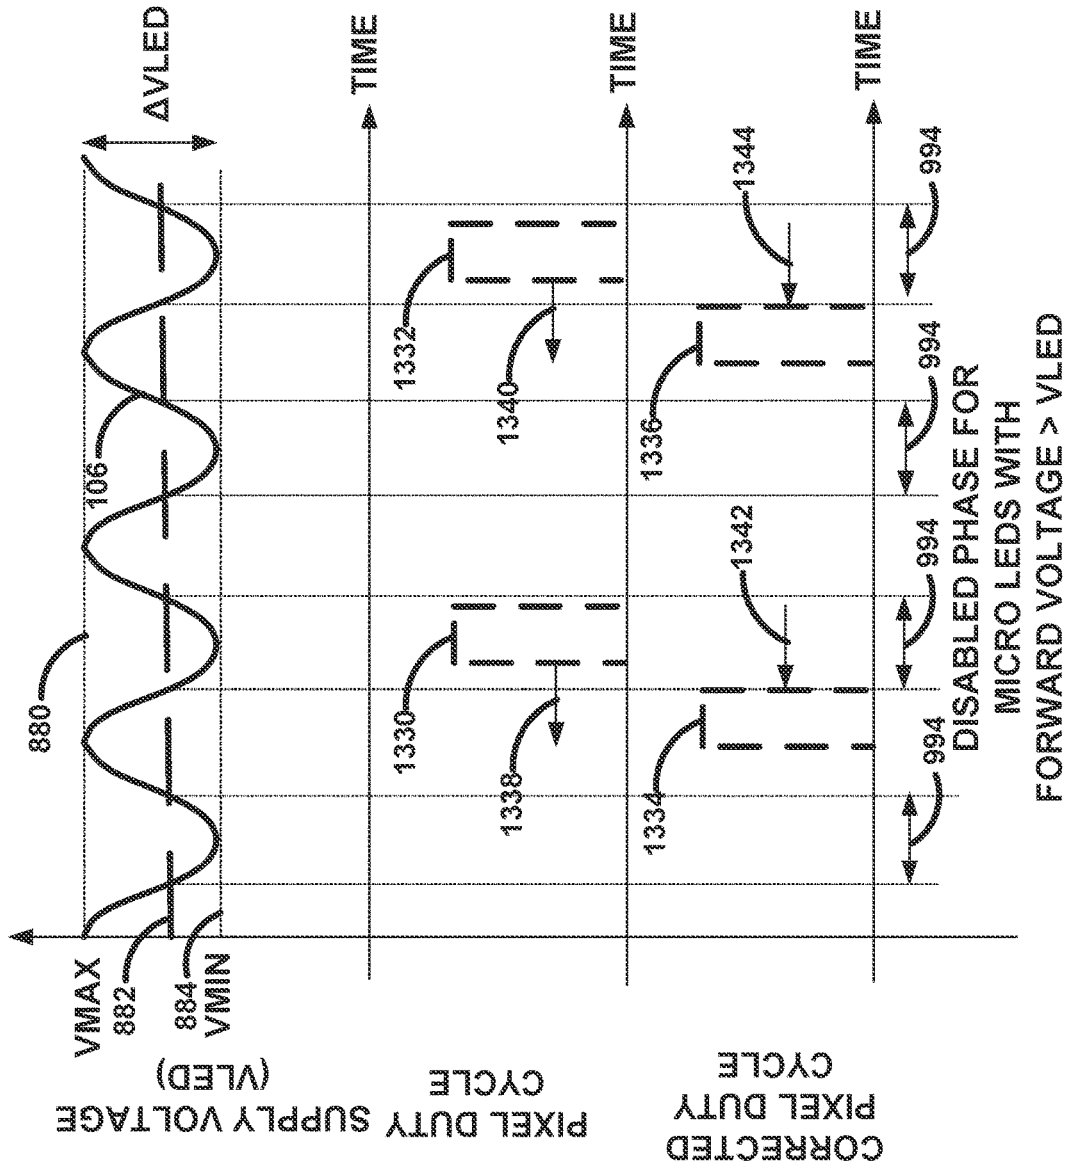 ΔVLED
TIME
TIME
TIME
VMAX
882
884
VMIN
880
106
SUPPLY VOLTAGE
(VLED)
PIXEL DUTY
CYCLE
CORRECTED
PIXEL DUTY
CYCLE
1330
1332
1338
1340
1334
1336
1342
1344
994
994
994
994
DISABLED PHASE FOR
MICRO LEDS WITH
FORWARD VOLTAGE > VLED